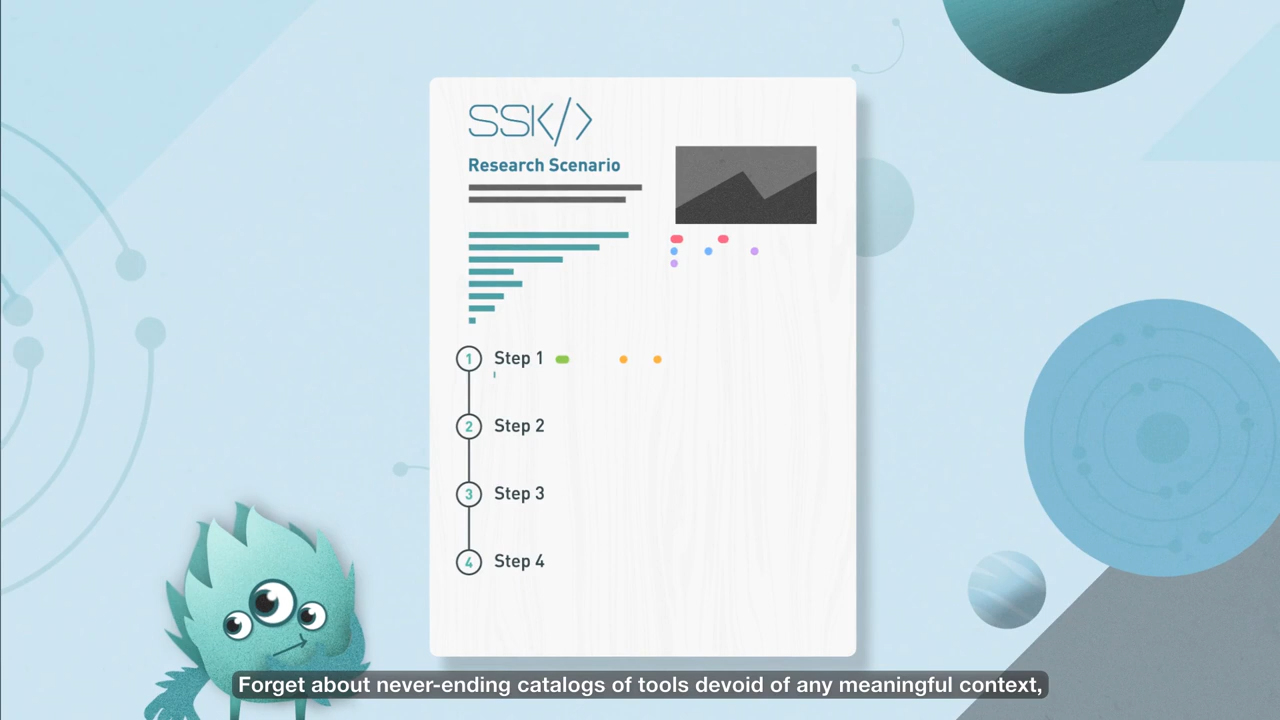 SSK</>
Research Scenario
1 Step 1
2 Step 2
3 Step 3
4 Step 4
Forget about never-ending catalogs of tools devoid of any meaningful context,